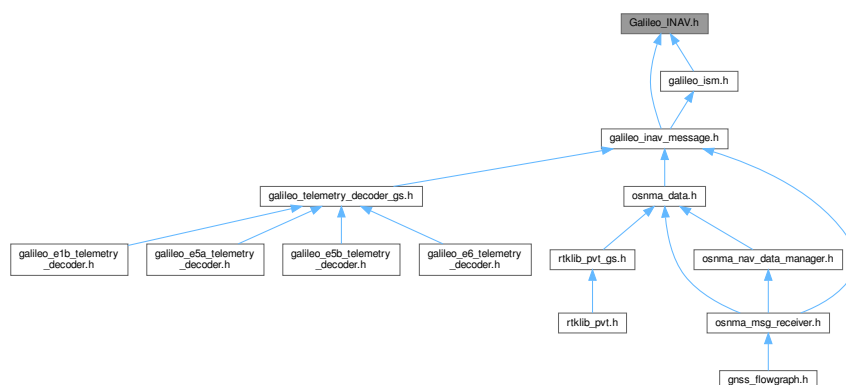 Galileo_INAV.h
galileo_ism.h
galileo_inav_message.h
galileo_telemetry_decoder_gs.h
osnma_data.h
galileo_e1b_telemetry
_decoder.h
galileo_e5a_telemetry
_decoder.h
galileo_e5b_telemetry
_decoder.h
galileo_e6_telemetry
_decoder.h
rtklib_pvt_gs.h
osnma_nav_data_manager.h
rtklib_pvt.h
osnma_msg_receiver.h
gnss_flowgraph.h